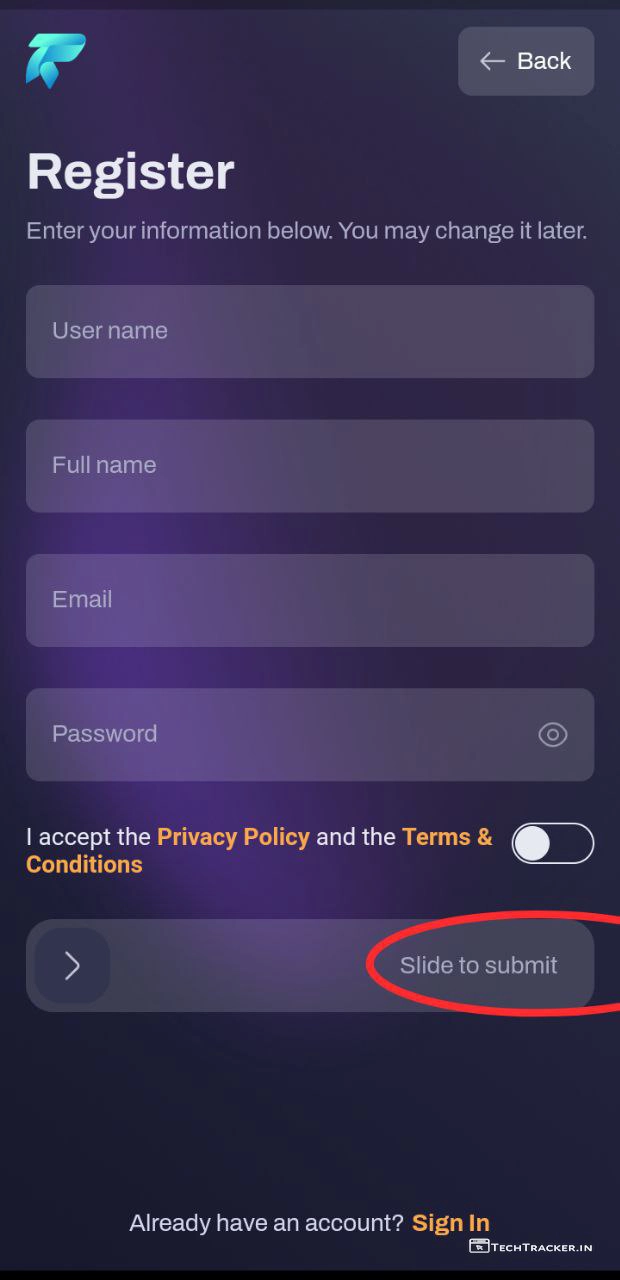 Back
Register
Enter your information below. You may change it later.
User name
Full name
Email
Password
I accept the Privacy Policy and the Terms &
Conditions
Slide to submit
Already have an account? Sign In
TECHTRACKER.IN